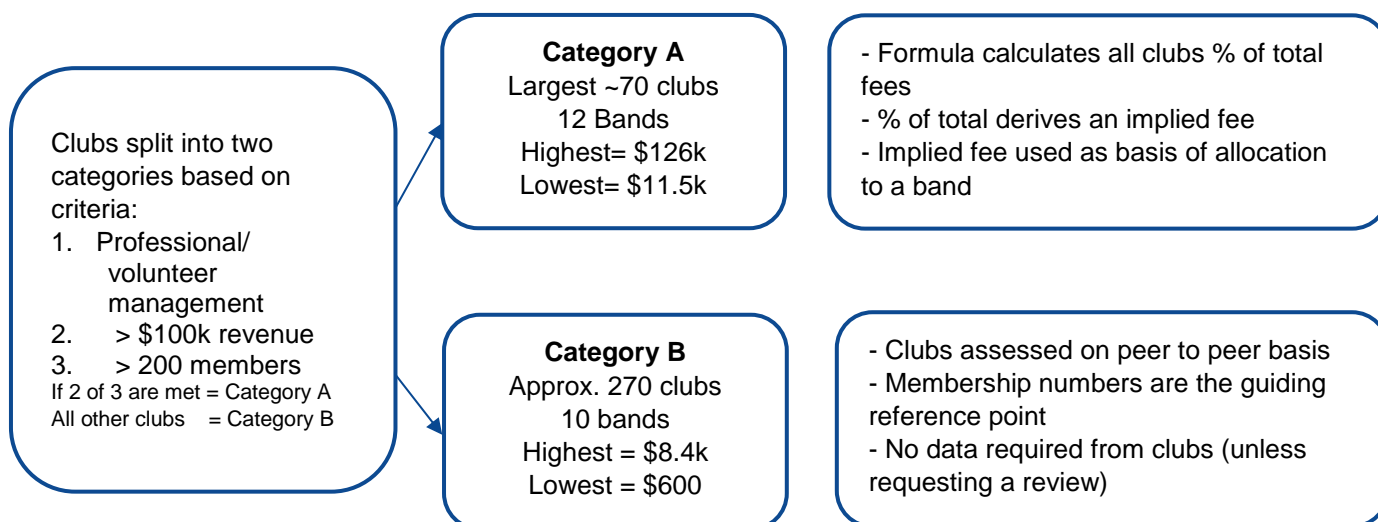 Clubs split into two
categories based on
criteria:
1. Professional/
volunteer
management
2. > $100k revenue
3. > 200 members
If 2 of 3 are met = Category A
All other clubs = Category B
Category A
Largest ~70 clubs
12 Bands
Highest= $126k
Lowest= $11.5k
- Formula calculates all clubs % of total
fees
- % of total derives an implied fee
- Implied fee used as basis of allocation
to a band
Category B
Approx. 270 clubs
10 bands
Highest = $8.4k
Lowest = $600
- Clubs assessed on peer to peer basis
- Membership numbers are the guiding
reference point
- No data required from clubs (unless
requesting a review)